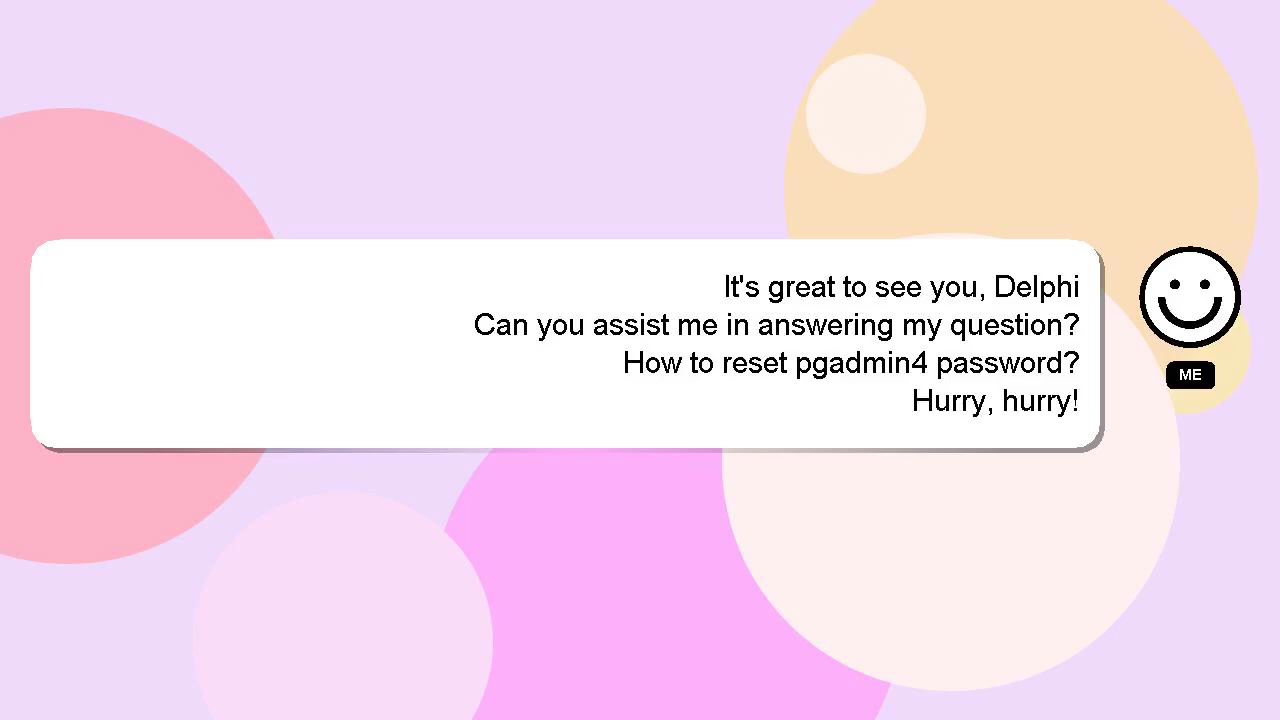 It's great to see you, Delphi
Can you assist me in answering my question?
How to reset pgadmin4 password?
Hurry, hurry!
ME